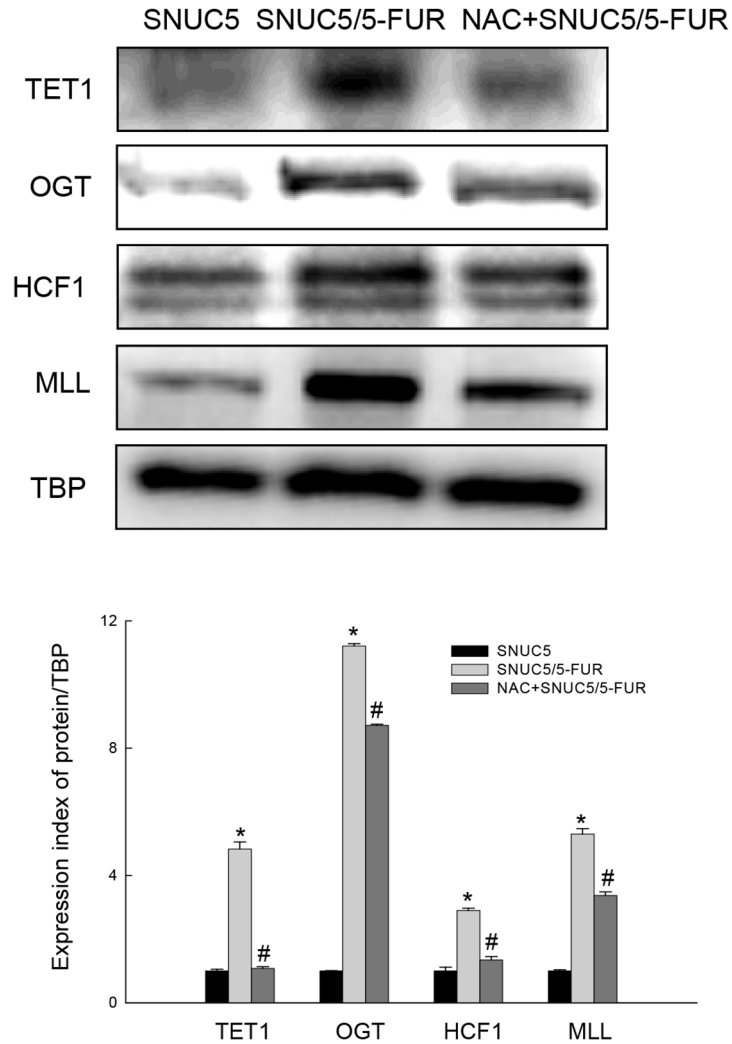 SNUC5 SNUC5/5-FUR NAC+SNUC5/5-FUR
TET1
OGT
HCF1
MLL
TBP
12
8
4
0
Expression index of protein/TBP
SNUC5
SNUC5/5-FUR
NAC+SNUC5/5-FUR
* # * # * # * #
TET1 OGT HCF1 MLL